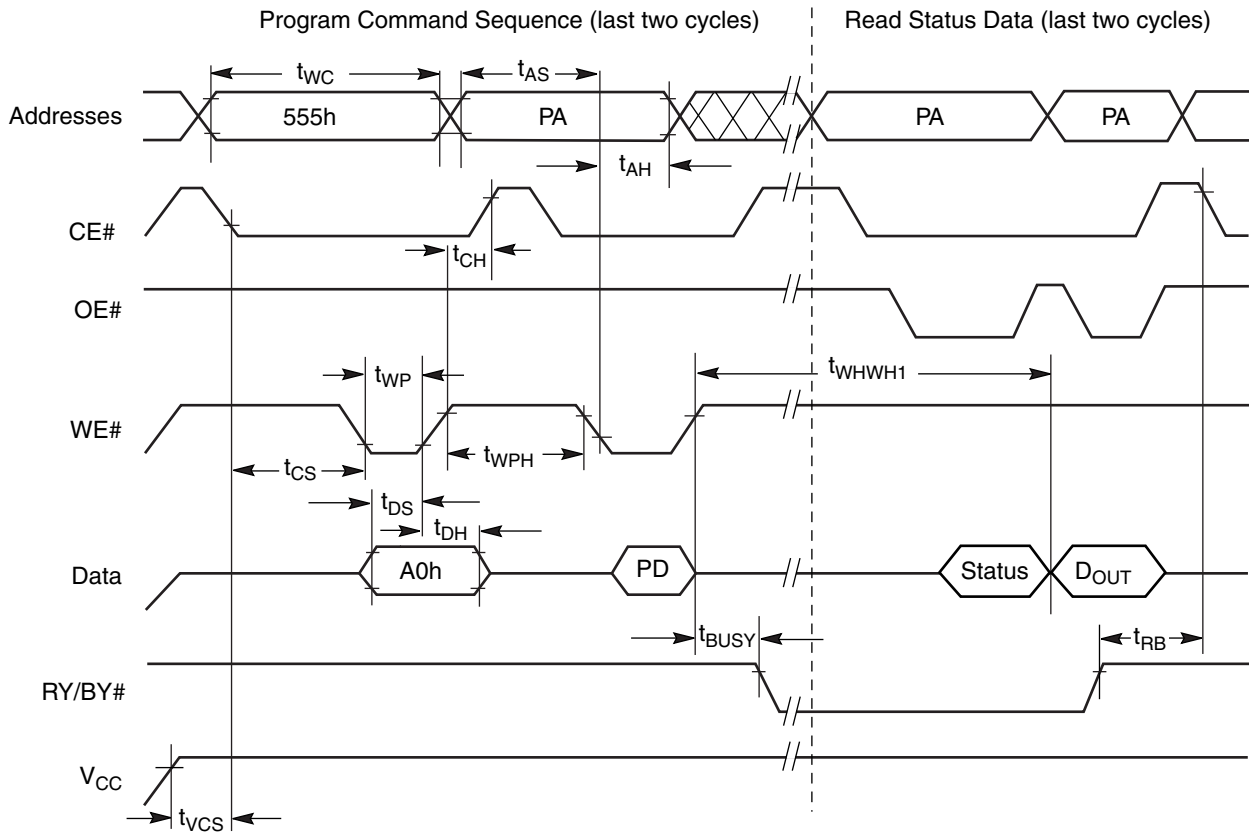 Program Command Sequence (last two cycles)
Read Status Data (last two cycles)
tWC
tAS
Addresses
555h
PA
PA
PA
tAH
CE#
tCH
OE#
tWP
tWHWH1
WE#
tCS
tWPH
tDS
tDH
Data
A0h
PD
Status
DOUT
tBUSY
tRB
RY/BY#
VCC
tVCS